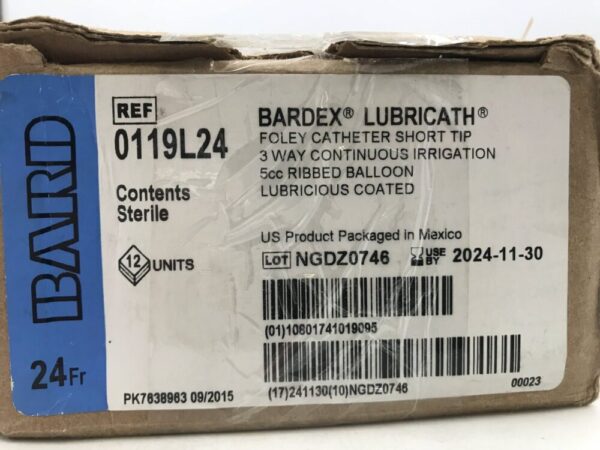 BARD
24Fr
REF
0119L24
Contents
Sterile
12 UNITS
BARDEX® LUBRICATH®
FOLEY CATHETER SHORT TIP
3 WAY CONTINUOUS IRRIGATION
5cc RIBBED BALLOON
LUBRICIOUS COATED
US Product Packaged in Mexico
LOT NGDZ0746 USE BY 2024-11-30
(01)10801741019095
(17)241130(10)NGDZ0746
PK7638963 09/2015
00023